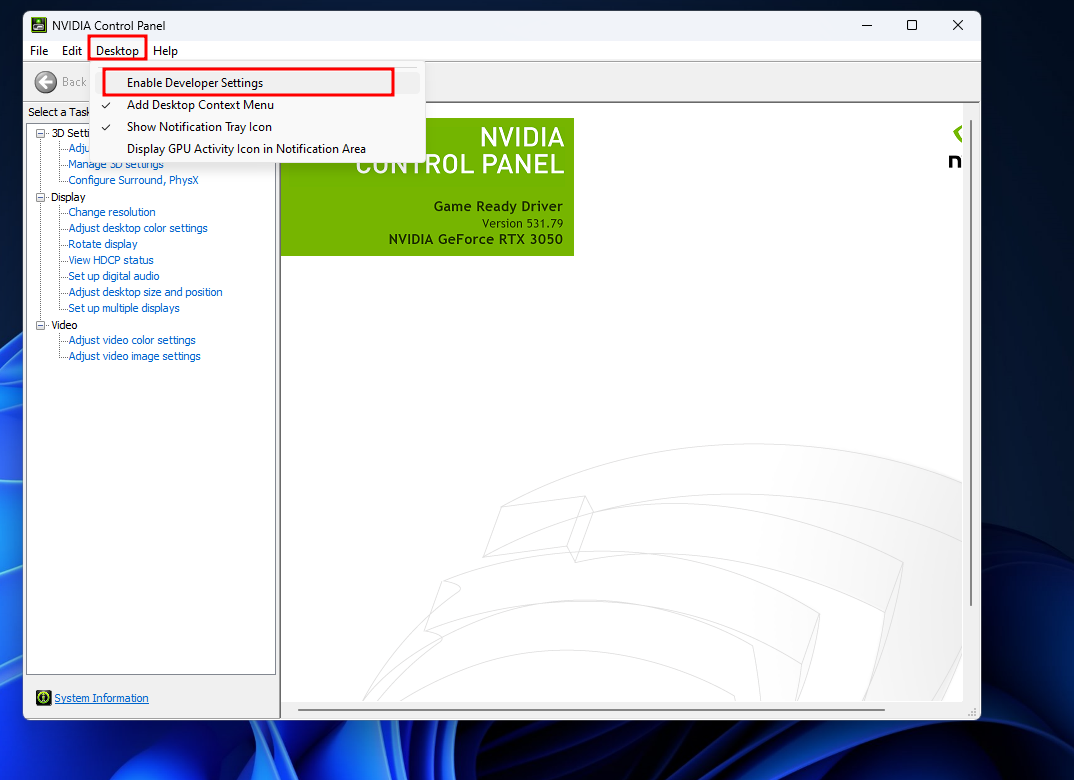 NVIDIA Control Panel
File Edit Desktop Help
Back
Enable Developer Settings
Add Desktop Context Menu
Show Notification Tray Icon
Display GPU Activity Icon in Notification Area
Select a Task
3D Setti
Adju
Manage 3D settings
Configure Surround, PhysX
Display
Change resolution
Adjust desktop color settings
Rotate display
View HDCP status
Set up digital audio
Adjust desktop size and position
Set up multiple displays
Video
Adjust video color settings
Adjust video image settings
System Information
NVIDIA
CONTROL PANEL
Game Ready Driver
Version 531.79
NVIDIA GeForce RTX 3050
n